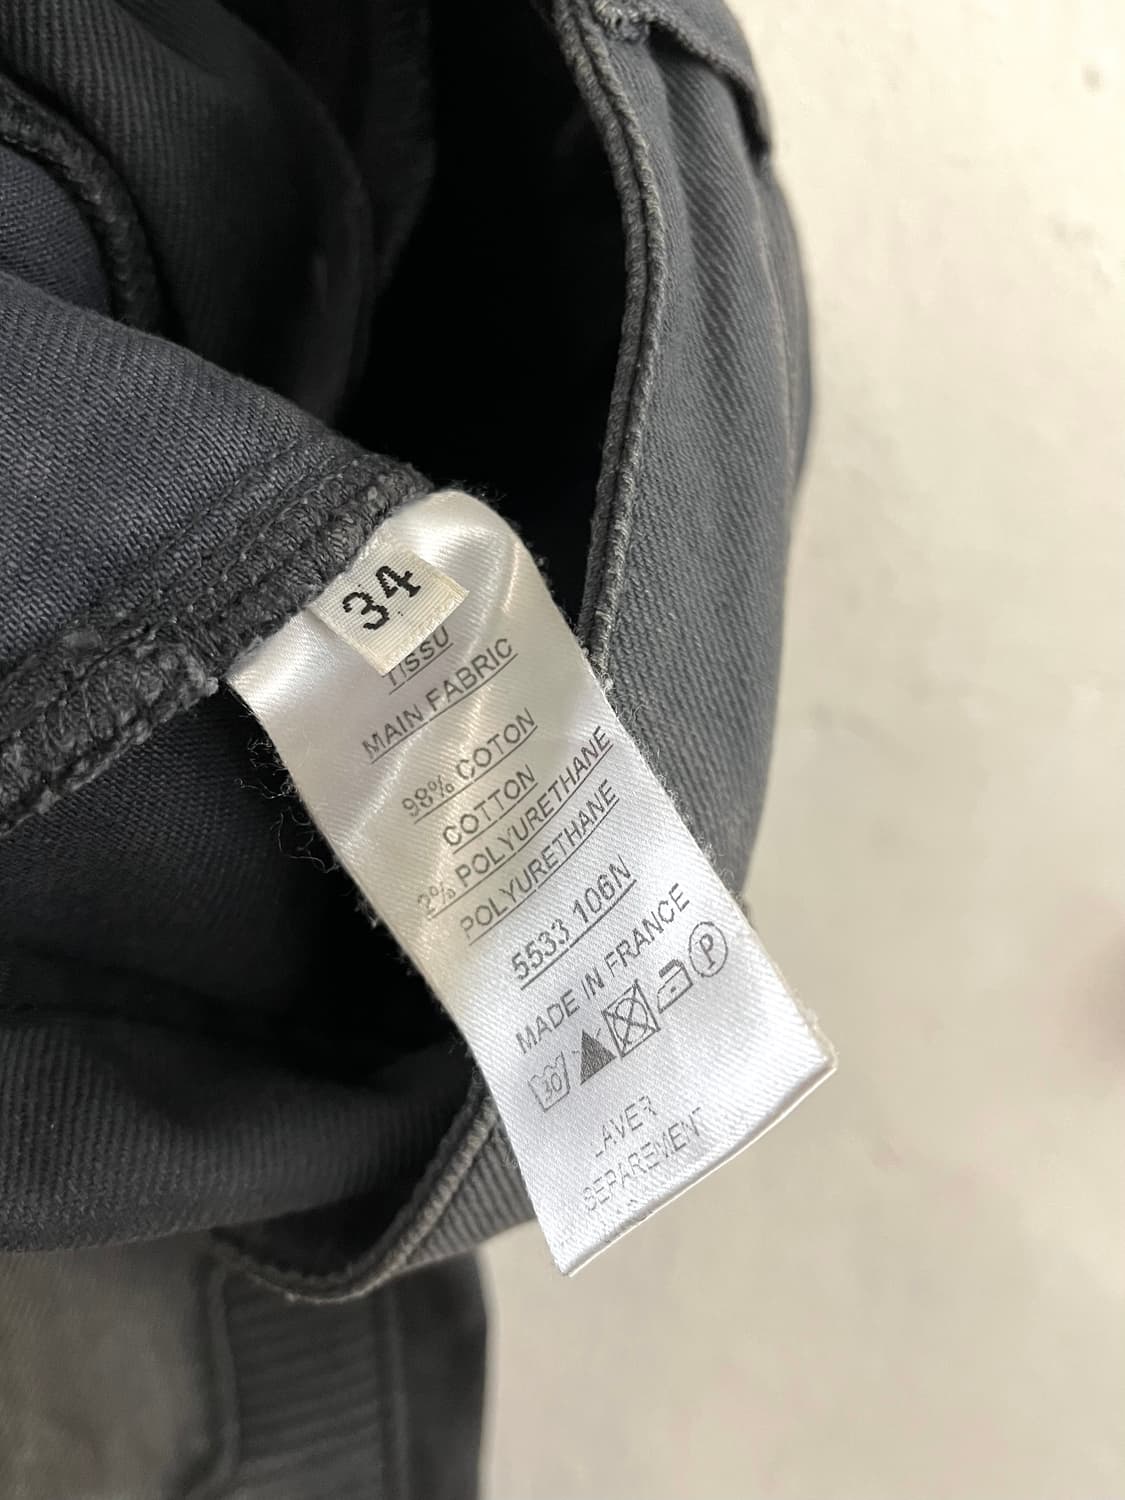 34
TISSU
MAIN FABRIC
98% COTON
COTTON
2% POLYURETHANE
POLYURETHANE
5533 106N
MADE IN FRANCE
30 P
LAVER
SEPAREMENT